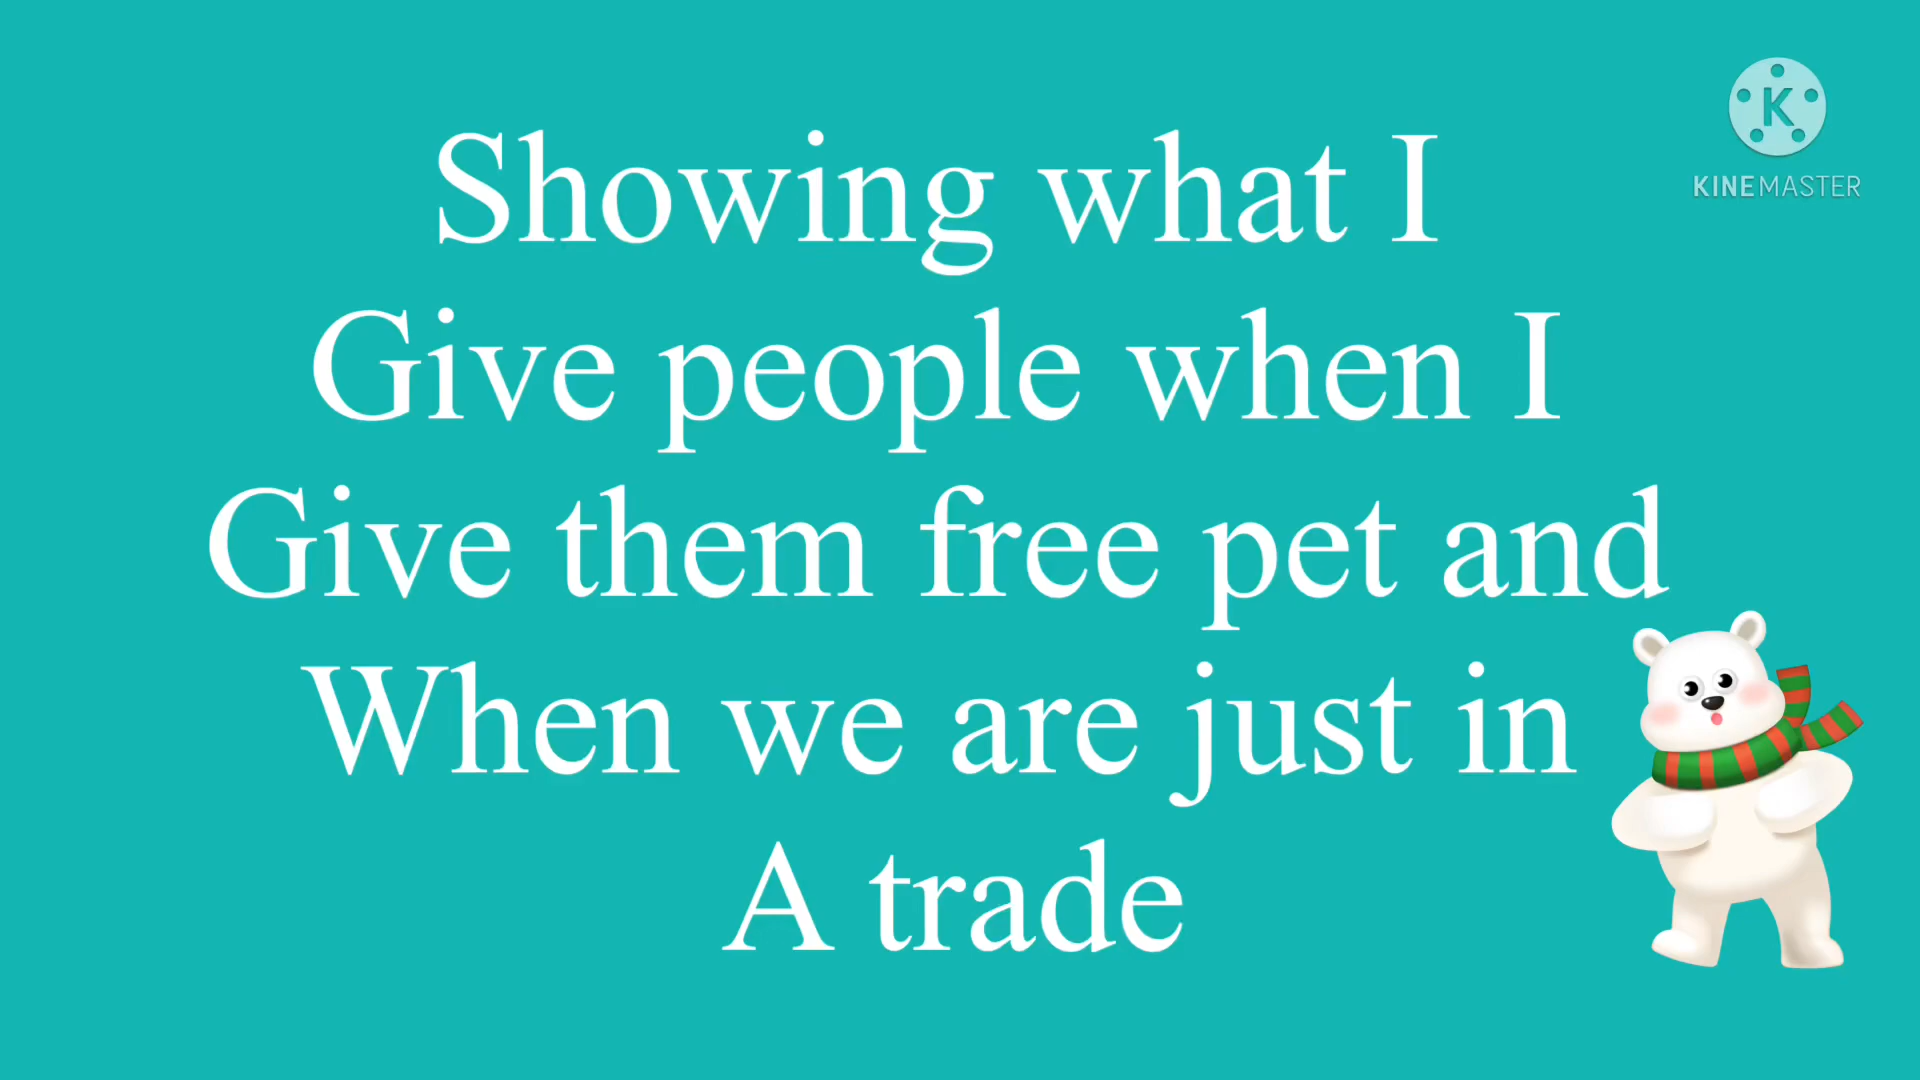 K
KINEMASTER
Showing what I
Give people when I
Give them free pet and
When we are just in
A trade